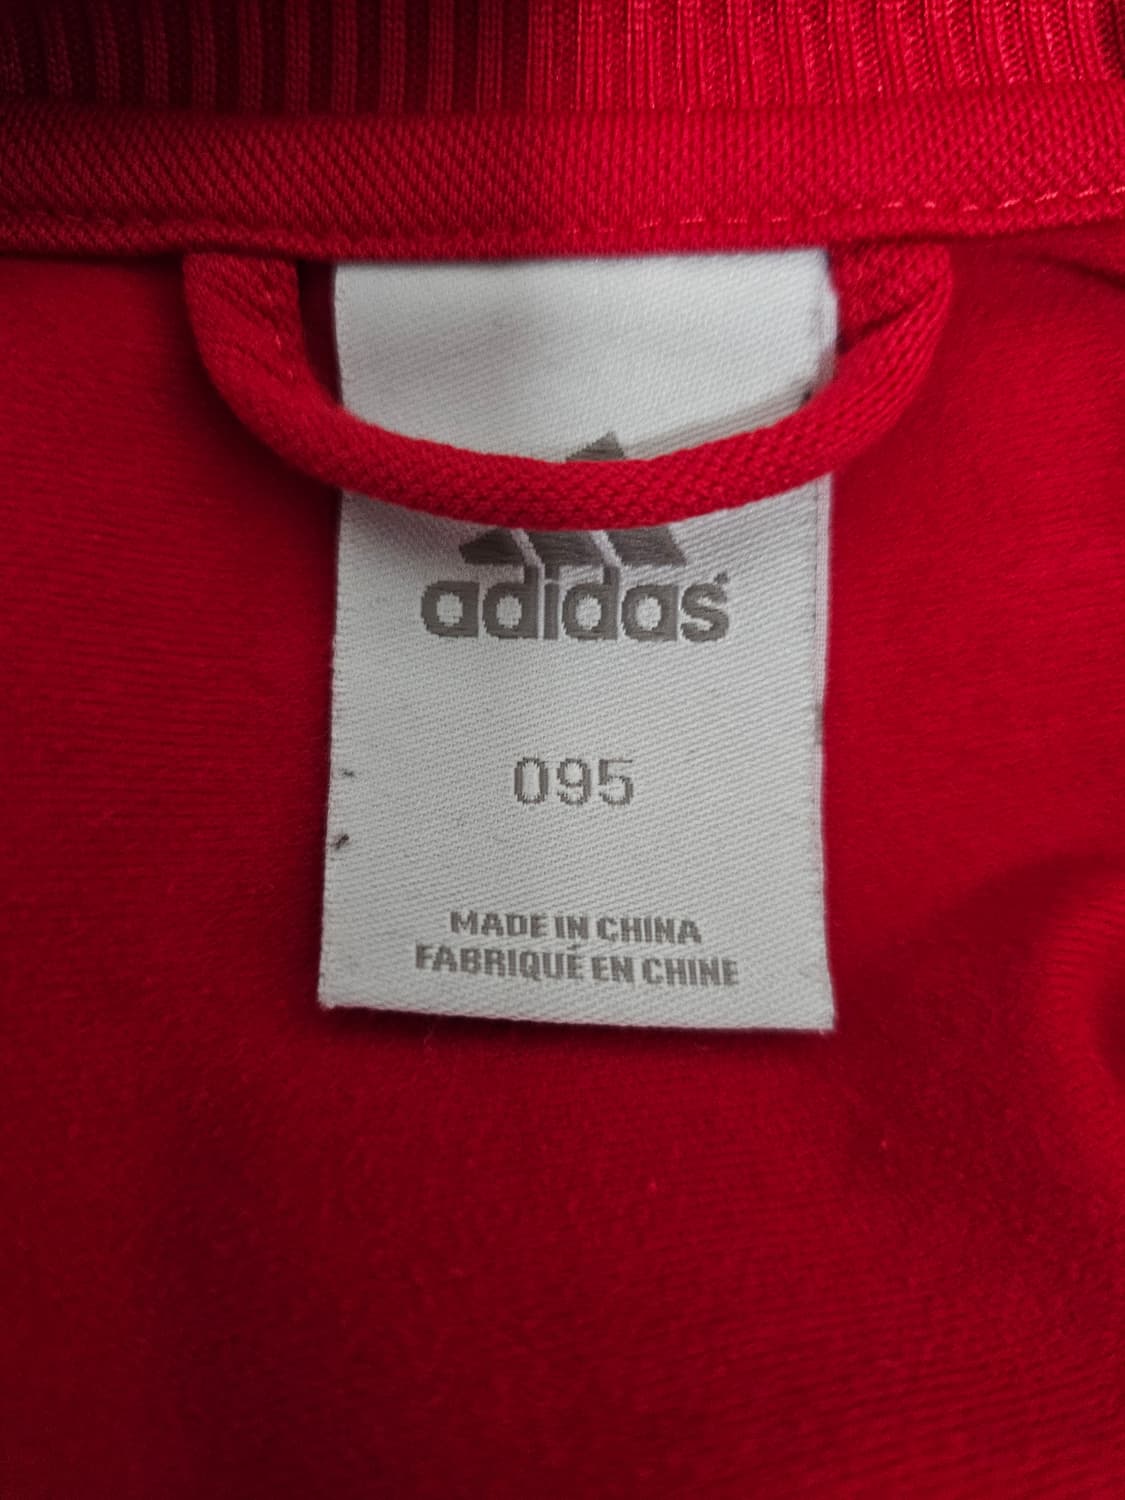 adidas
095
MADE IN CHINA
FABRIQUÉ EN CHINE